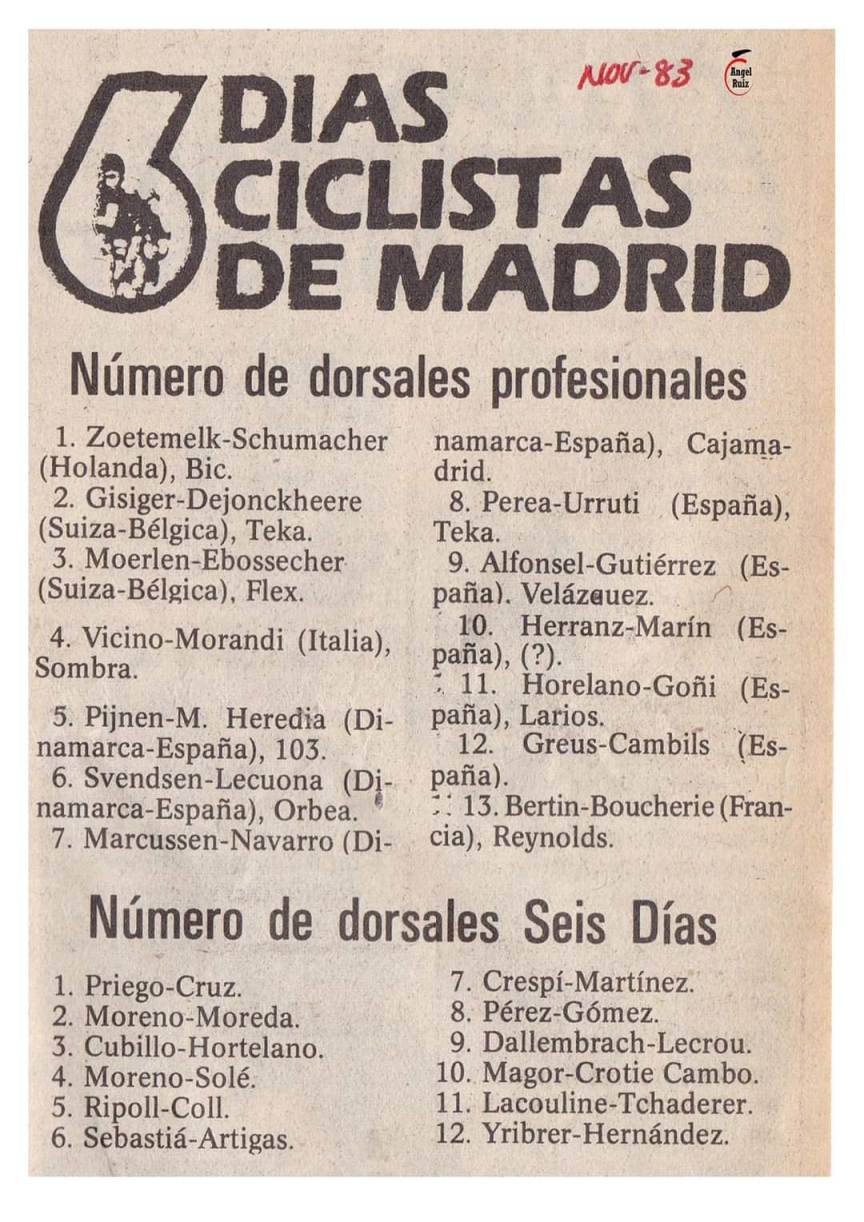 NOV-83
Angel
Ruiz
6 DIAS
CICLISTAS
DE MADRID
Número de dorsales profesionales
1. Zoetemelk-Schumacher
(Holanda), Bic.
2. Gisiger-Dejonckheere
(Suiza-Bélgica), Teka.
3. Moerlen-Ebossecher
(Suiza-Bélgica), Flex.
4. Vicino-Morandi (Italia),
Sombra.
5. Pijnen-M. Heredia (Di-
namarca-España), 103.
6. Svendsen-Lecuona (Di-
namarca-España), Orbea.
7. Marcussen-Navarro (Di-
namarca-España), Cajama-
drid.
8. Perea-Urruti (España),
Teka.
9. Alfonsel-Gutiérrez (Es-
paña). Velázquez.
10. Herranz-Marín (Es-
paña), (?).
11. Horelano-Goñi (Es-
paña), Larios.
12. Greus-Cambils (Es-
paña).
13. Bertin-Boucherie (Fran-
cia), Reynolds.
Número de dorsales Seis Días
1. Priego-Cruz.
2. Moreno-Moreda.
3. Cubillo-Hortelano.
4. Moreno-Solé.
5. Ripoll-Coll.
6. Sebastiá-Artigas.
7. Crespí-Martínez.
8. Pérez-Gómez.
9. Dallembrach-Lecrou.
10. Magor-Crotie Cambo.
11. Lacouline-Tchaderer.
12. Yribrer-Hernández.